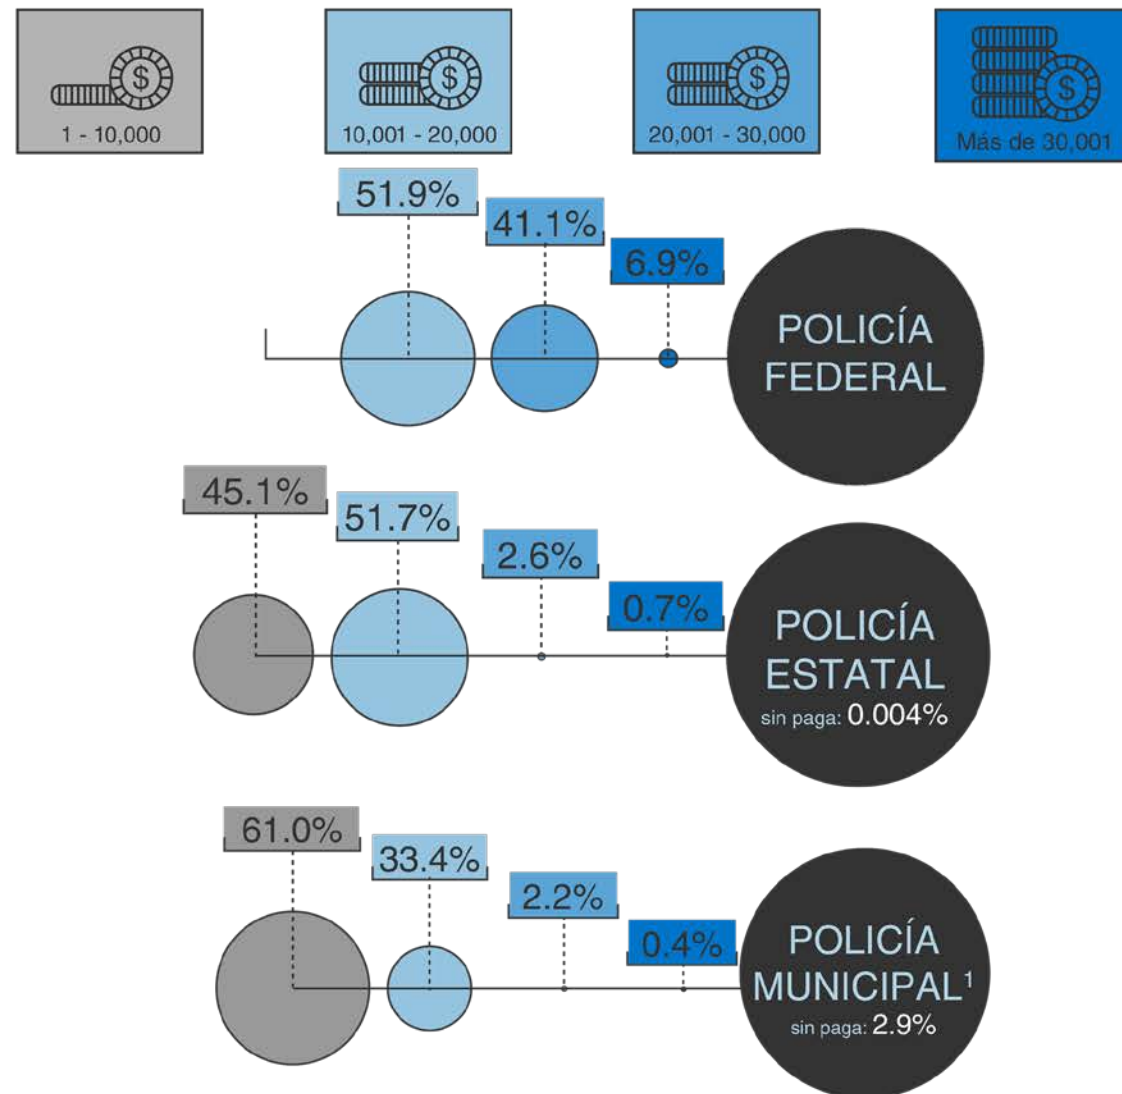 $
1 - 10,000
$
10,001 - 20,000
$
20,001 - 30,000
$
Más de 30,001
51.9%
41.1%
6.9%
POLICÍA
FEDERAL
45.1%
51.7%
2.6%
0.7%
POLICÍA
ESTATAL
sin paga: 0.004%
61.0%
33.4%
2.2%
0.4%
POLICÍA
MUNICIPAL¹
sin paga: 2.9%